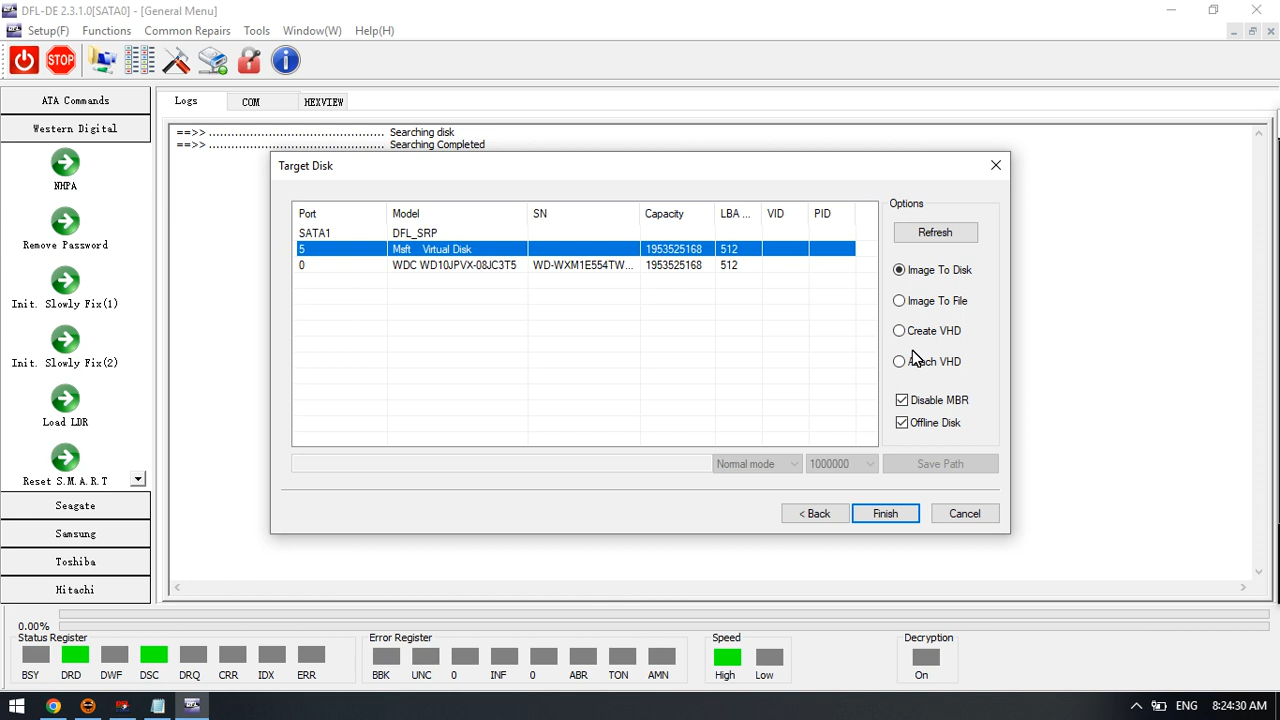 DFL-DE 2.3.1.0[SATA0] - [General Menu]
Setup(F) Functions Common Repairs Tools Window(W) Help(H)
STOP
ATA Commands
Western Digital
NHPA
Remove Password
Init. Slowly Fix(1)
Init. Slowly Fix(2)
Load LDR
Reset S.M.A.R.T
Seagate
Samsung
Toshiba
Hitachi
Logs COM HEXVIEW
==>> ............................................... Searching disk
==>> ............................................... Searching Completed
Target Disk
Port Model SN Capacity LBA ... VID PID
SATA1 DFL_SRP
5 Msft Virtual Disk 1953525168 512
0 WDC WD10JPVX-08JC3T5 WD-WXM1E554TW... 1953525168 512
Options
Refresh
Image To Disk
Image To File
Create VHD
Disable MBR
Offline Disk
Normal mode 1000000 Save Path
< Back Finish Cancel
0.00%
Status Register
BSY DRD DWF DSC DRQ CRR IDX ERR
Error Register
BBK UNC 0 INF 0 ABR TON AMN
Speed
High Low
Decryption
On
ENG 8:24:30 AM